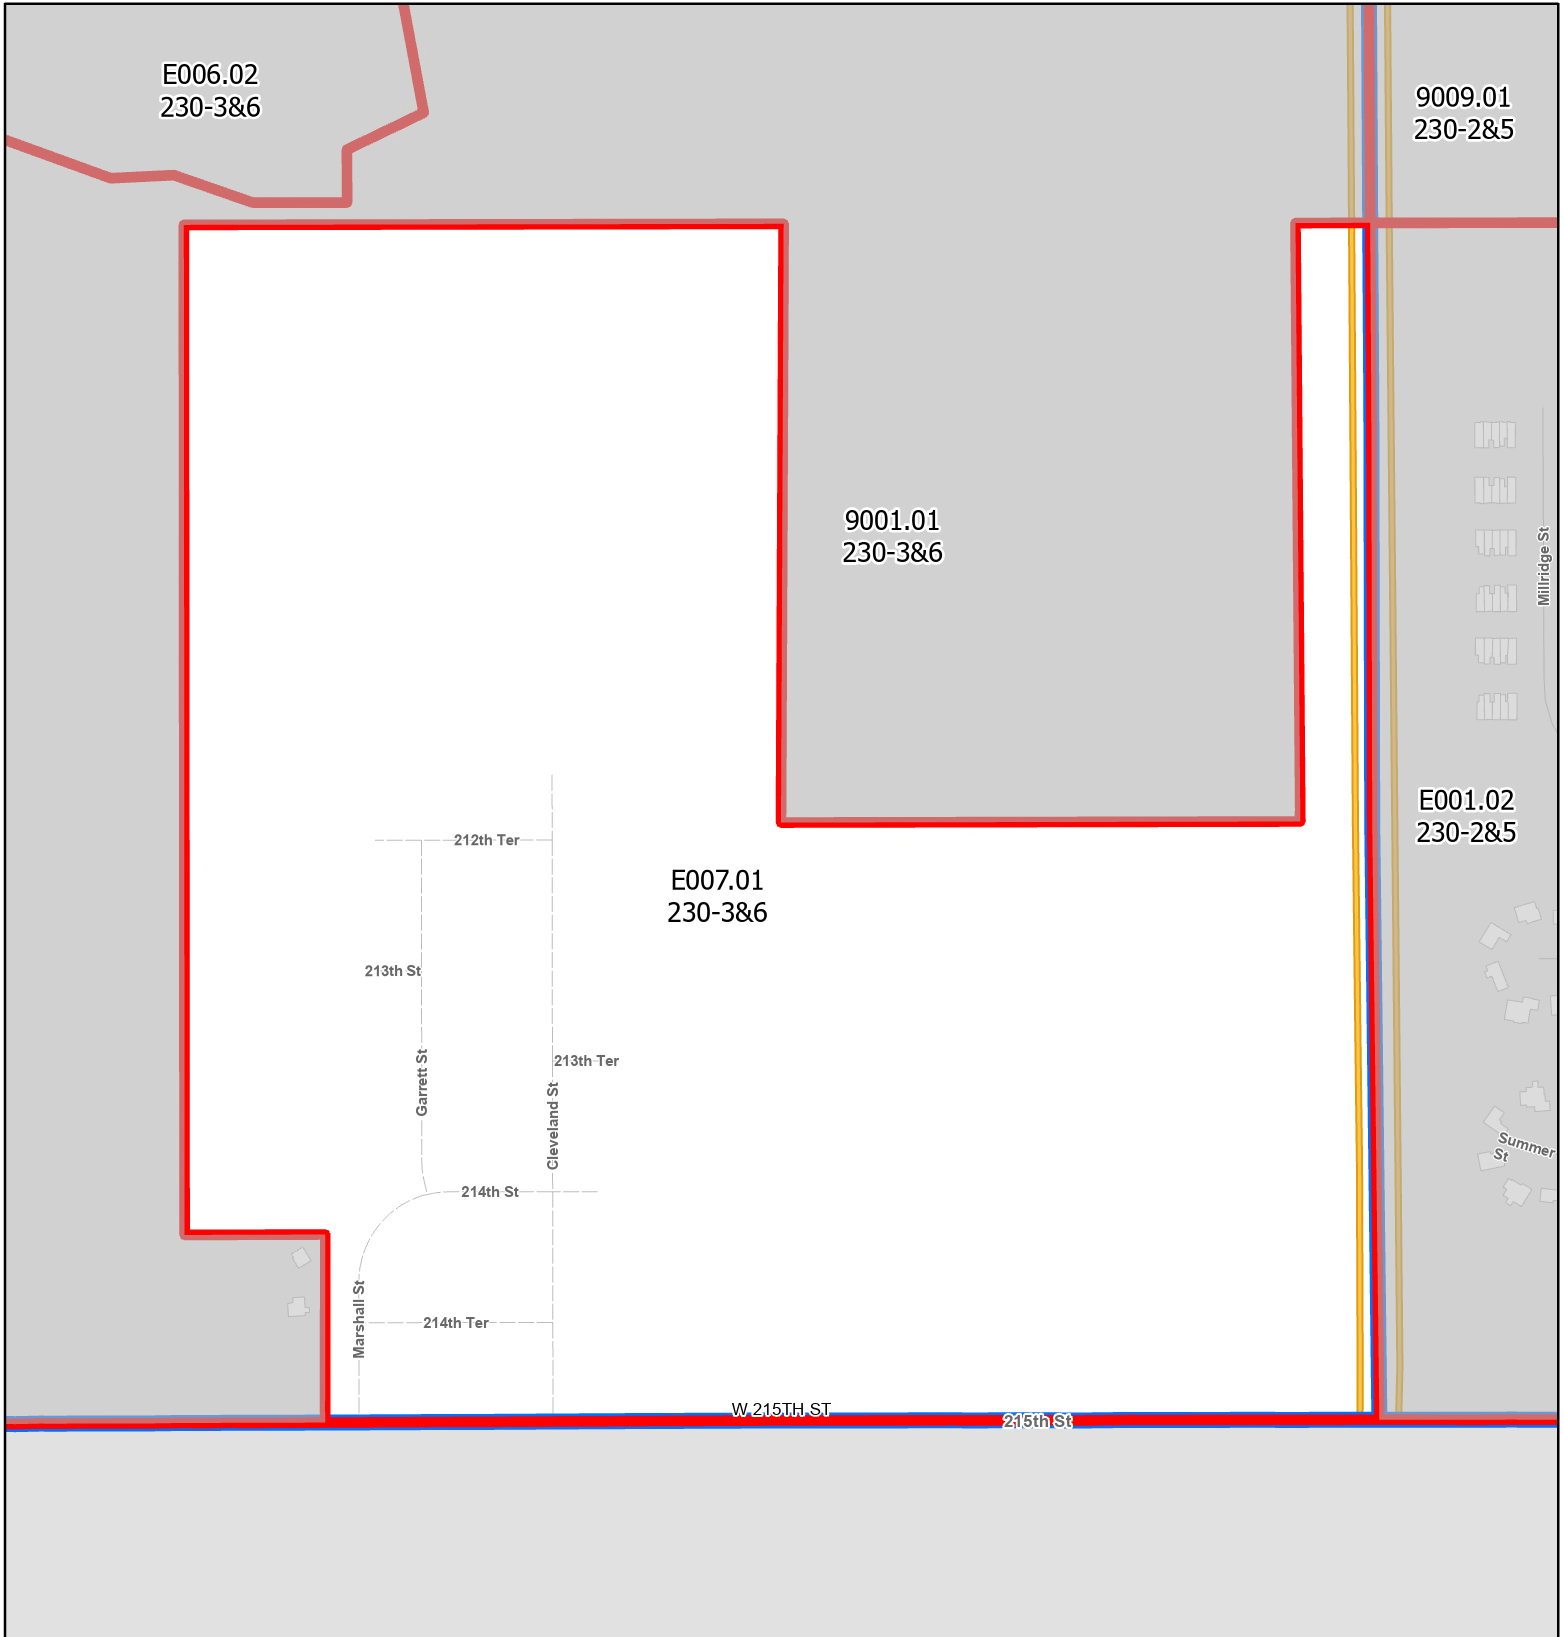 E006.02
230-3&6
9009.01
230-2&5
9001.01
230-3&6
Millridge St
E001.02
230-2&5
212th Ter
E007.01
230-3&6
213th St
Garrett St
213th Ter
Cleveland St
Summer
St
214th St
Marshall St
214th Ter
W 215TH ST
215th St